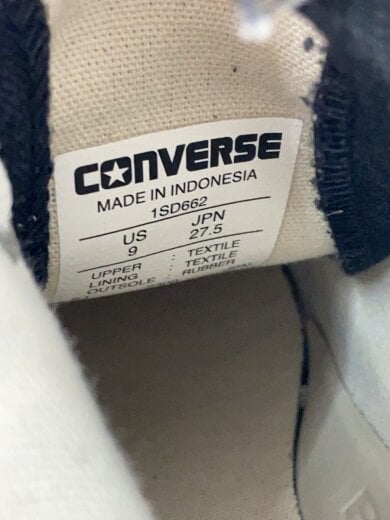 CONVERSE
MADE IN INDONESIA
1SD662
US JPN
9 27.5
UPPER : TEXTILE
LINING : TEXTILE
OUTSOLE : RUBBER